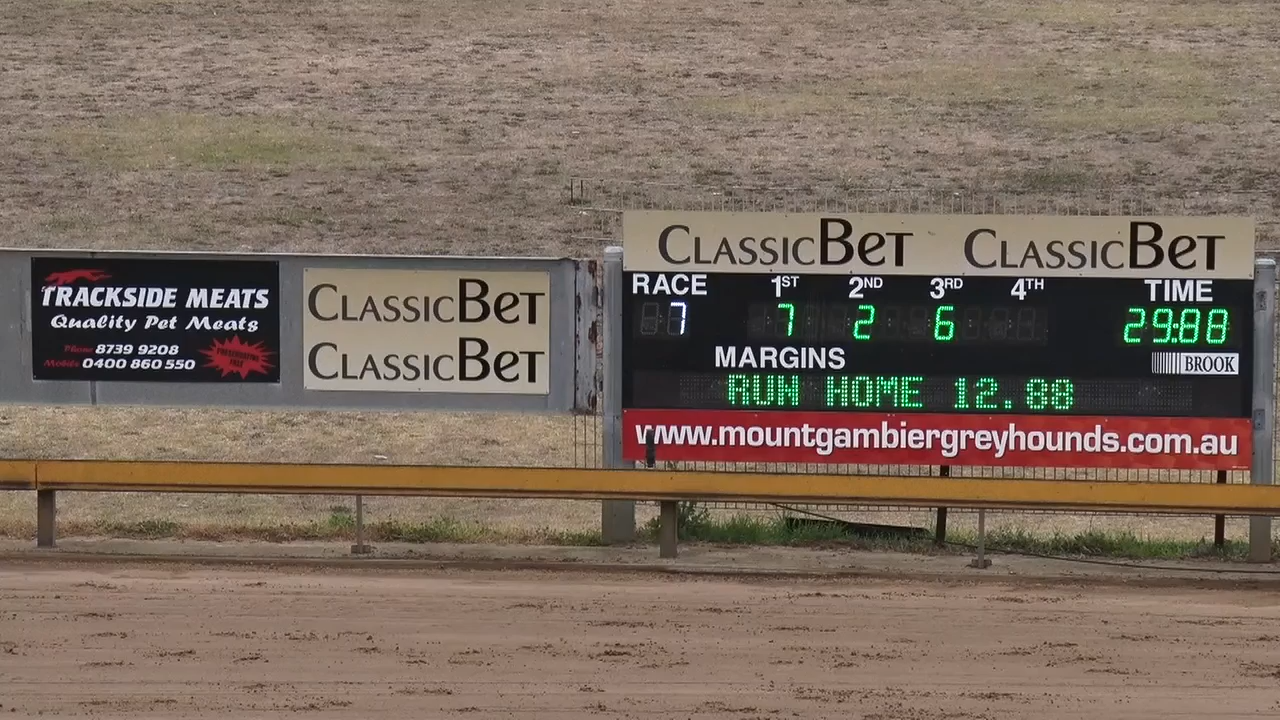 TRACKSIDE MEATS
Quality Pet Meats
Phone 8739 9208
Mobile 0400 860 550
CLASSICBET
CLASSICBET
CLASSICBET CLASSICBET
RACE 1ST 2ND 3RD 4TH TIME
7 7 2 6 29:88
MARGINS BROOK
RUN HOME 12.88
www.mountgambiergreyhounds.com.au